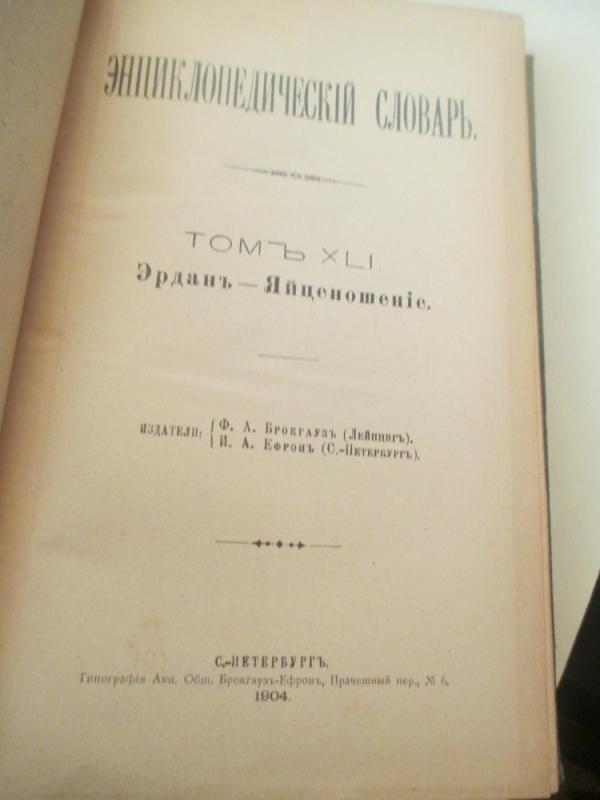 ЭНЦИКЛОПЕДИЧЕСКІЙ СЛОВАРЬ.
ТОМЪ XLI.
Эрданъ — Яйценошеніе.
ИЗДАТЕЛИ: { Ф. А. Брокгаузъ (Лейпцигъ).
И. А. Ефронъ (С.-Петербургъ).
С.-ПЕТЕРБУРГЪ.
Типографія Акц. Общ. Брокгаузъ-Ефронъ, Прачешный пер., № 6.
1904.